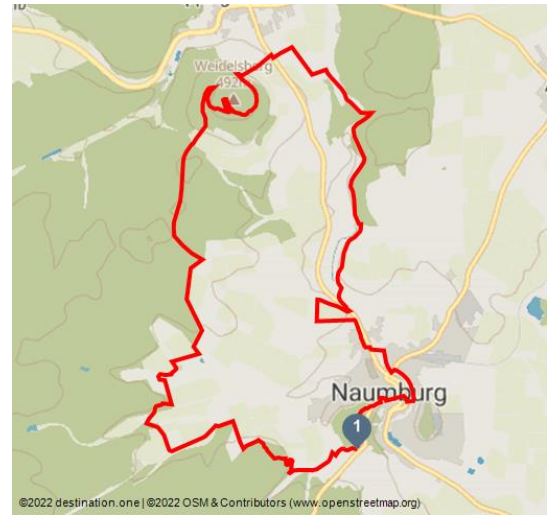 Weidelsberg
492
Naumburg
1
©2022 destination.one | ©2022 OSM & Contributors (www.openstreetmap.org)